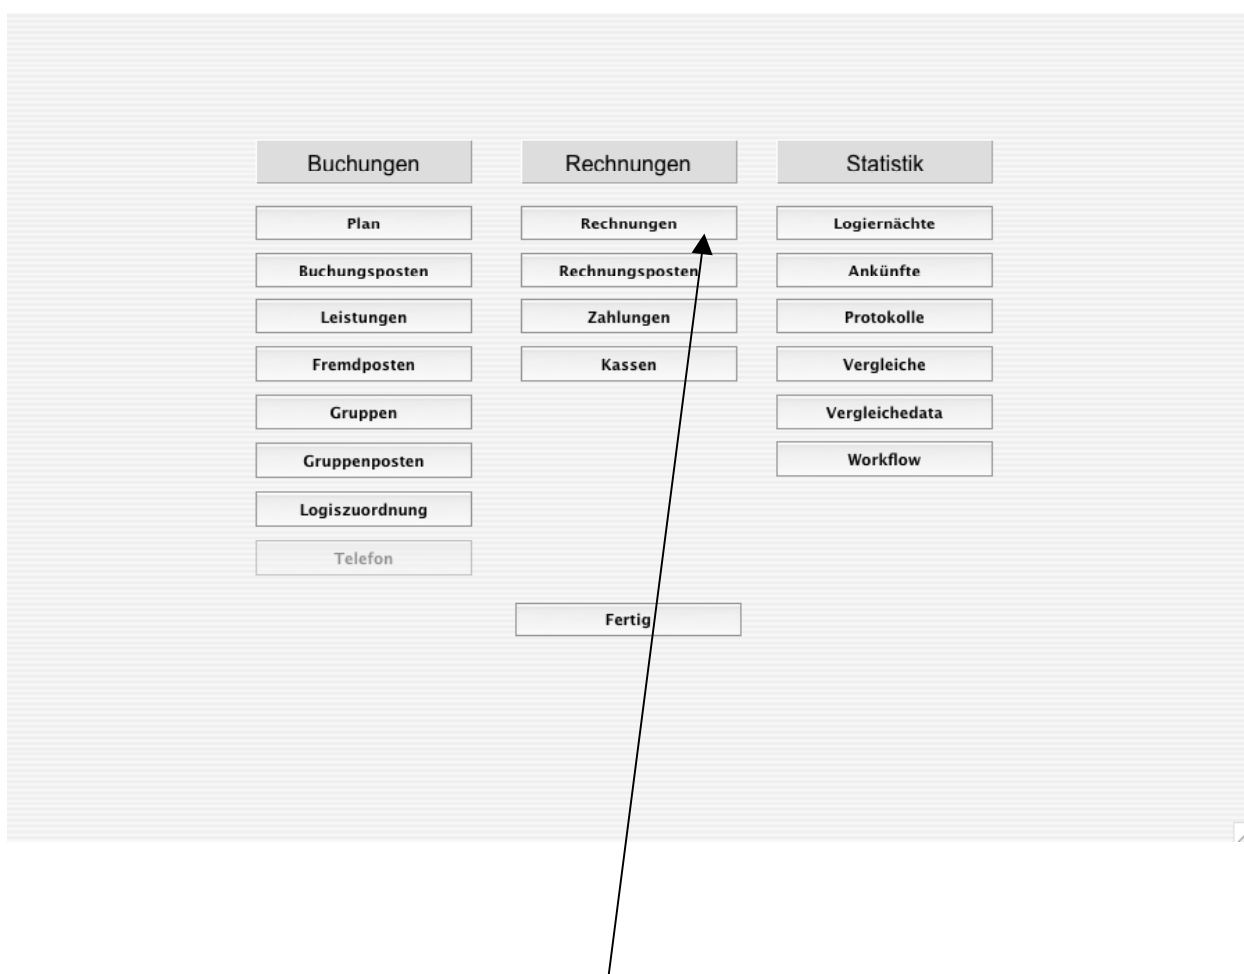 Buchungen
Plan
Buchungsposten
Leistungen
Fremdposten
Gruppen
Gruppenposten
Logiszuordnung
Telefon
Rechnungen
Rechnungen
Rechnungsposten
Zahlungen
Kassen
Statistik
Logiernächte
Ankünfte
Protokolle
Vergleiche
Vergleichedata
Workflow
Fertig